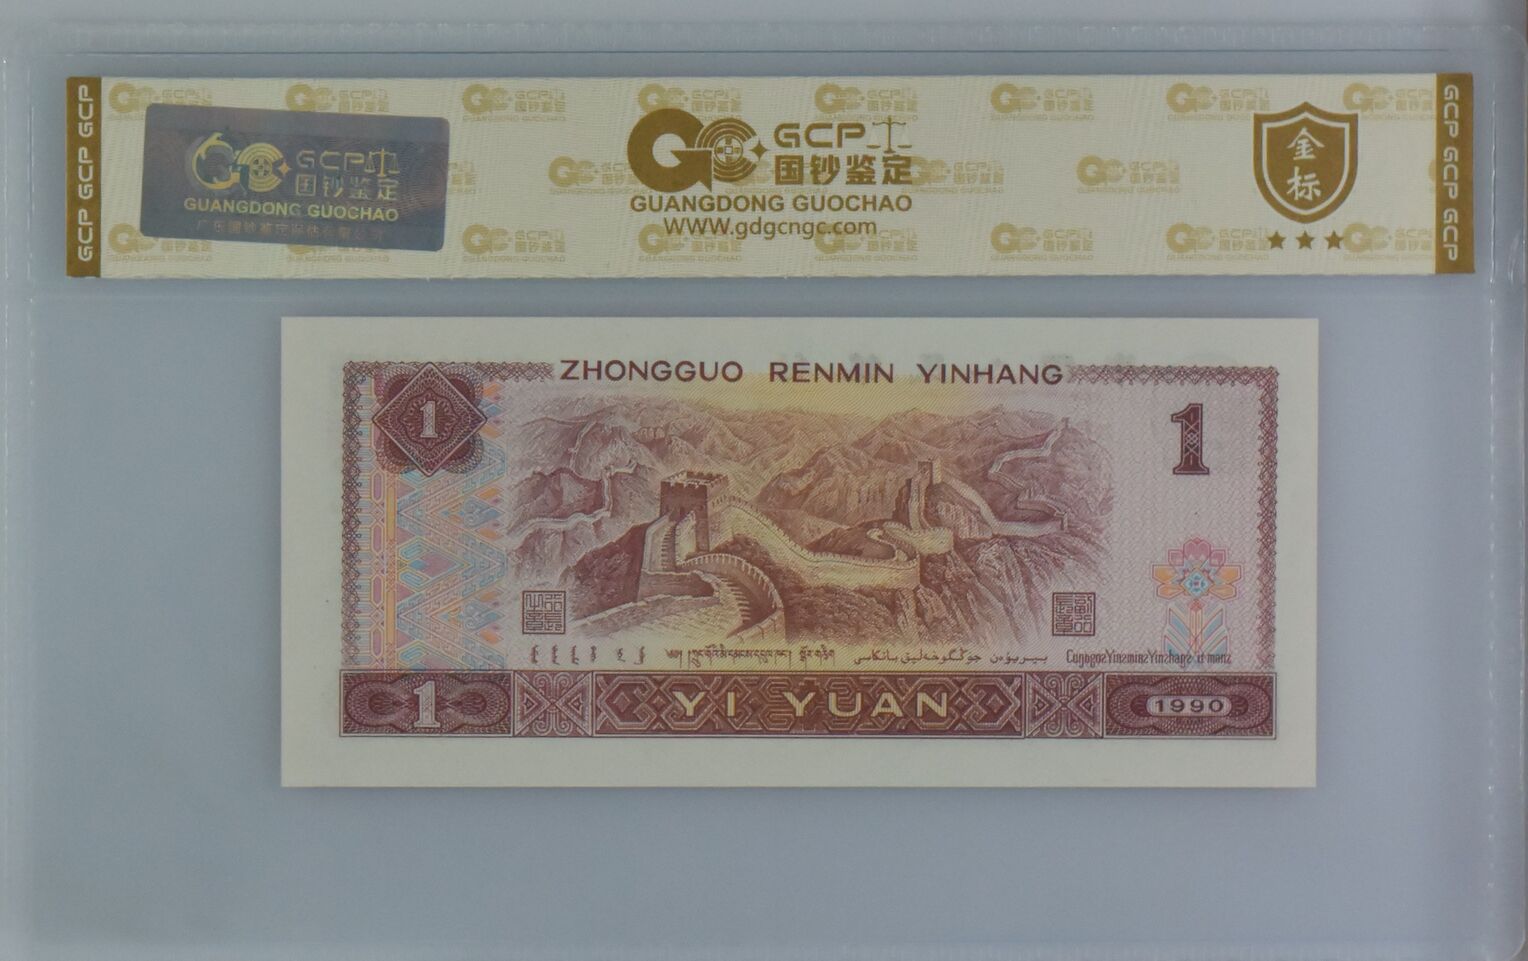 GCP GCP GCP
GCP
国钞鉴定
GUANGDONG GUOCHAO
GCP
国钞鉴定
GUANGDONG GUOCHAO
www.gdgcngc.com
金
标
GCP GCP GCP
ZHONGGUO RENMIN YINHANG
1
1
YI YUAN
1
1990